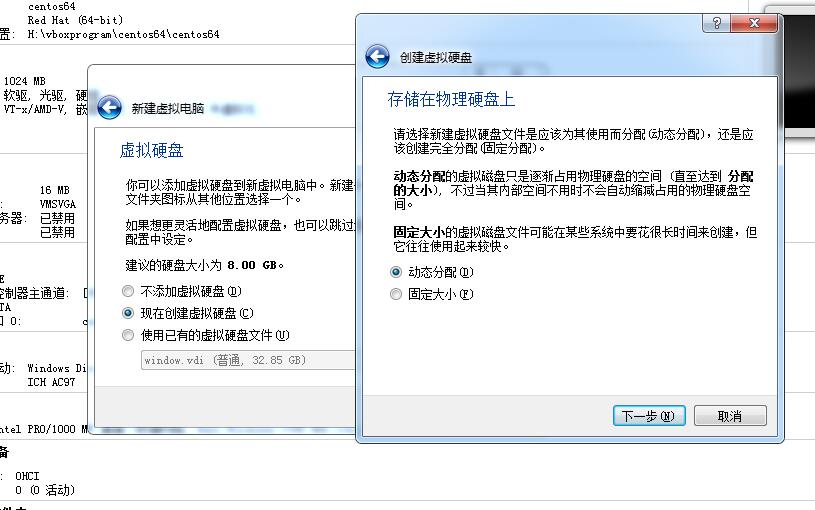 centos64
Red Hat (64-bit)
置: H:\vboxprogram\centos64\centos64
1024 MB
软驱, 光驱, 硬
VT-x/AMD-V, 嵌
16 MB
VMSVGA
务器: 已禁用
已禁用
控制器主通道:
动: Windows Di
ICH AC97
ntel PRO/1000 M
备
: OHCI
0 (0 活动)
新建虚拟电脑
虚拟硬盘
你可以添加虚拟硬盘到新虚拟电脑中。新建
文件夹图标从其他位置选择一个。
如果想更灵活地配置虚拟硬盘，也可以跳过
配置中设定。
建议的硬盘大小为 8.00 GB。
不添加虚拟硬盘(D)
现在创建虚拟硬盘(C)
使用已有的虚拟硬盘文件(U)
window.vdi (普通, 32.85 GB)
?
创建虚拟硬盘
存储在物理硬盘上
请选择新建虚拟硬盘文件是应该为其使用而分配(动态分配)，还是应
该创建完全分配(固定分配)。
动态分配的虚拟磁盘只是逐渐占用物理硬盘的空间（直至达到 分配
的大小），不过当其内部空间不用时不会自动缩减占用的物理硬盘空
间。
固定大小的虚拟磁盘文件可能在某些系统中要花很长时间来创建，但
它往往使用起来较快。
动态分配(D)
固定大小(F)
下一步(N)
取消